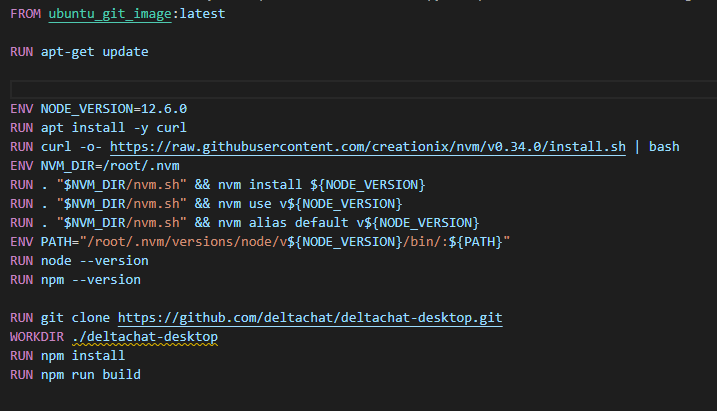 FROM ubuntu_git_image:latest
RUN apt-get update
ENV NODE_VERSION=12.6.0
RUN apt install -y curl
RUN curl -o- https://raw.githubusercontent.com/creationix/nvm/v0.34.0/install.sh | bash
ENV NVM_DIR=/root/.nvm
RUN . "$NVM_DIR/nvm.sh" && nvm install ${NODE_VERSION}
RUN . "$NVM_DIR/nvm.sh" && nvm use v${NODE_VERSION}
RUN . "$NVM_DIR/nvm.sh" && nvm alias default v${NODE_VERSION}
ENV PATH="/root/.nvm/versions/node/v${NODE_VERSION}/bin/:${PATH}"
RUN node --version
RUN npm --version
RUN git clone https://github.com/deltachat/deltachat-desktop.git
WORKDIR ./deltachat-desktop
RUN npm install
RUN npm run build